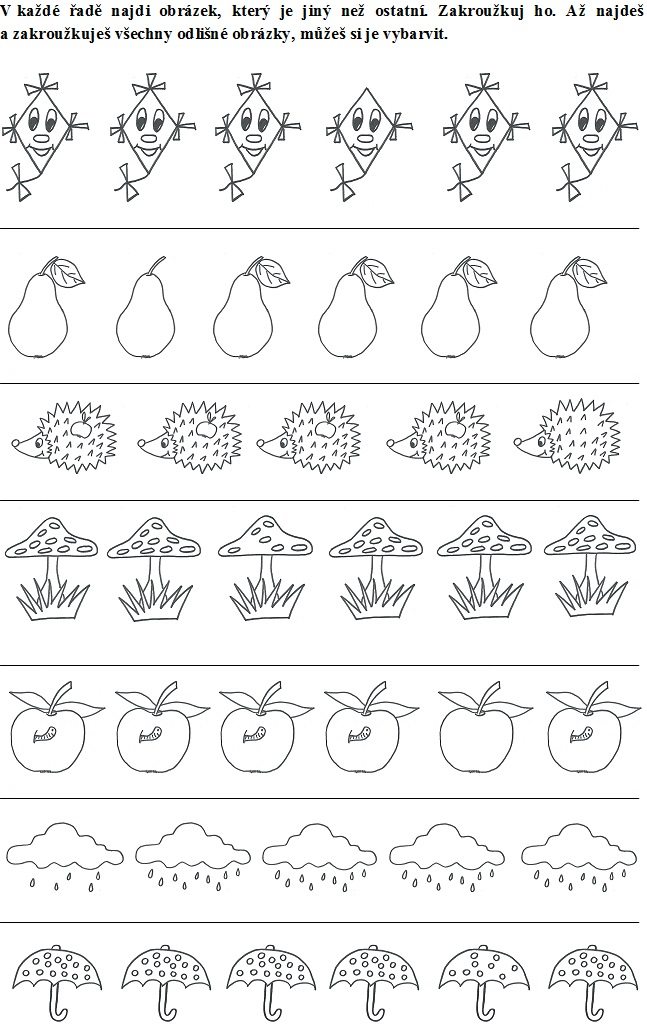 V každé řadě najdi obrázek, který je jiný než ostatní. Zakroužkuj ho. Až najdeš
a zakroužkuješ všechny odlišné obrázky, můžeš si je vybarvit.